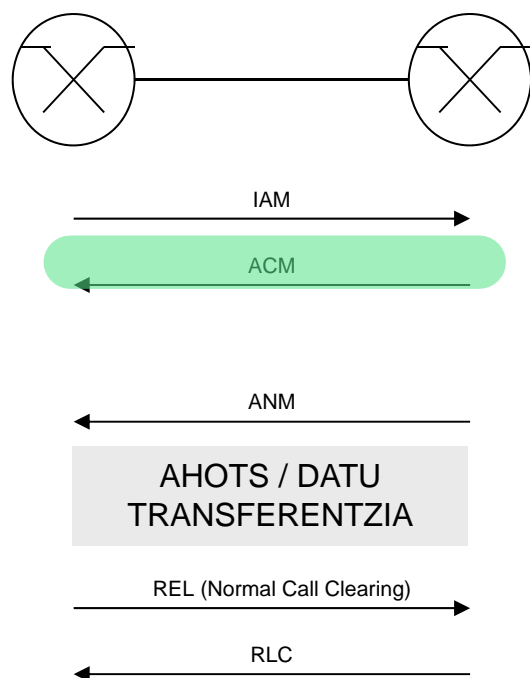 IAM
ACM
ANM
AHOTS / DATU
TRANSFERENTZIA
REL (Normal Call Clearing)
RLC